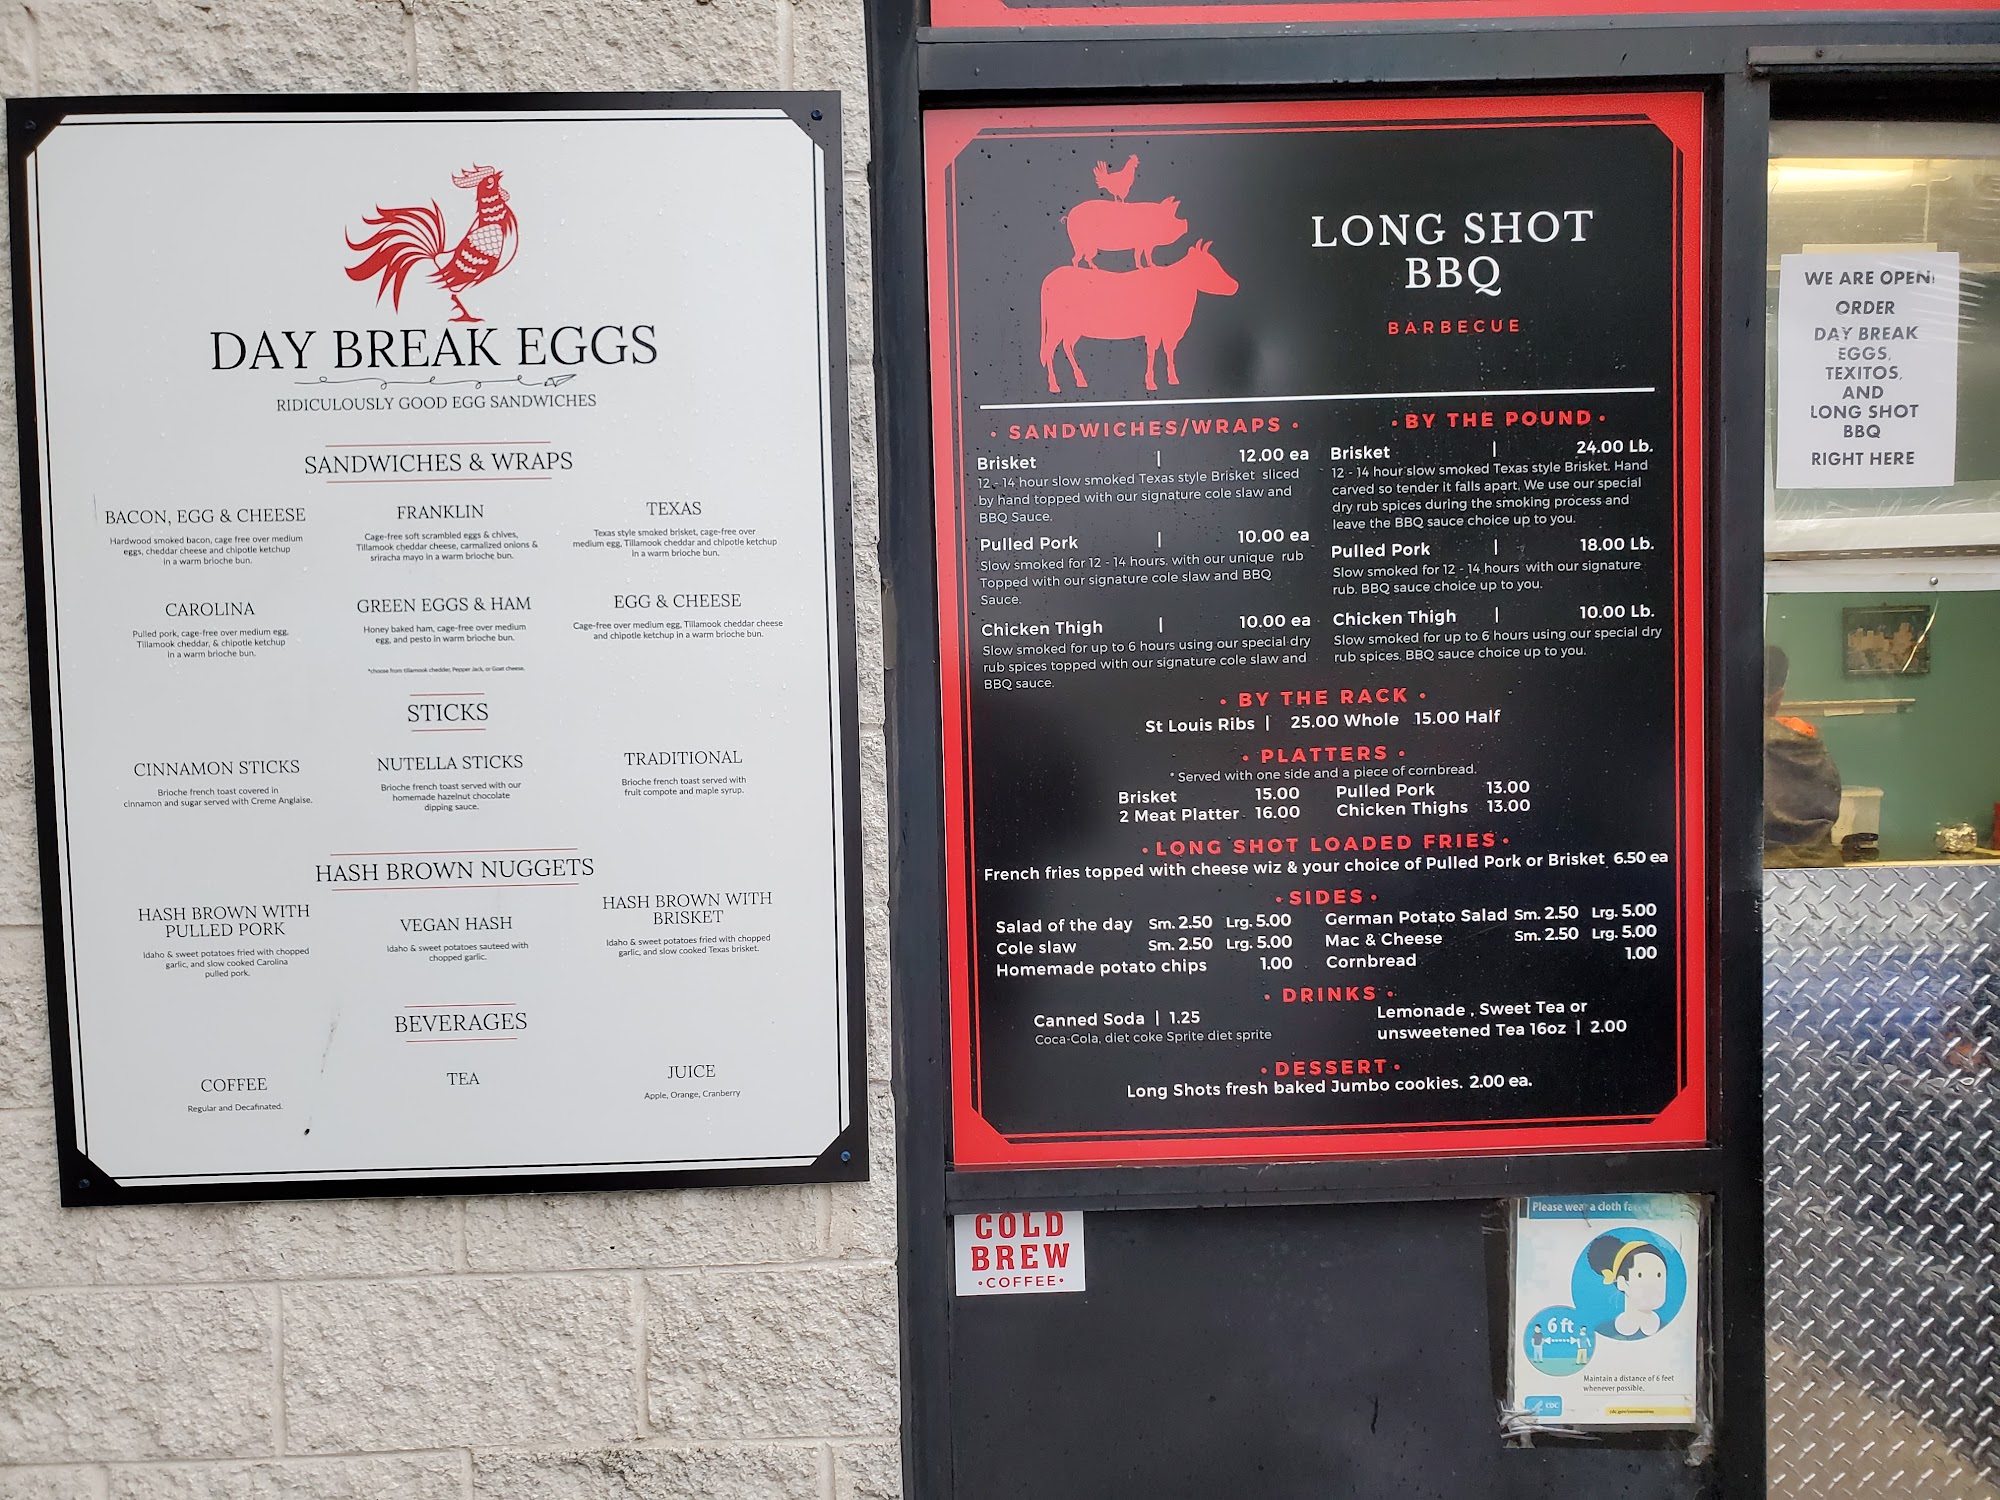 DAY BREAK EGGS
RIDICULOUSLY GOOD EGG SANDWICHES
SANDWICHES & WRAPS
BACON, EGG & CHEESE
Hardwood smoked bacon, cage free over medium
eggs, cheddar cheese and chipotle ketchup
in a warm brioche bun.
FRANKLIN
Cage-free soft scrambled eggs & chives,
Tillamook cheddar cheese, carmalized onions &
sriracha mayo in warm brioche bun.
TEXAS
Texas style smoked brisket, cage-free over
medium egg, Tillamook cheddar and chipotle ketchup
in a warm brioche bun.
CAROLINA
Pulled pork, cage-free over medium egg,
Tillamook cheddar, & chipotle ketchup
in a warm brioche bun.
GREEN EGGS & HAM
Honey baked ham, cage-free over medium
egg, and pesto in warm brioche bun.
EGG & CHEESE
Cage-free over medium egg, Tillamook cheddar cheese
and chipotle ketchup in a warm brioche bun.
*choose from tillamook cheddar, Pepper Jack, or Goat cheese.
STICKS
CINNAMON STICKS
Brioche french toast covered in
cinnamon and sugar served with Creme Anglaise.
NUTELLA STICKS
Brioche french toast served with our
homemade hazelnut chocolate
dipping sauce.
TRADITIONAL
Brioche french toast served with
fruit compote and maple syrup.
HASH BROWN NUGGETS
HASH BROWN WITH
PULLED PORK
Idaho & sweet potatoes fried with chopped
garlic, and slow cooked Carolina
pulled pork.
VEGAN HASH
Idaho & sweet potatoes sauteed with
chopped garlic.
HASH BROWN WITH
BRISKET
Idaho & sweet potatoes fried with chopped
garlic, and slow cooked Texas brisket.
BEVERAGES
COFFEE
Regular and Decafinated.
TEA
JUICE
Apple, Orange, Cranberry
LONG SHOT
BBQ
BARBECUE
• SANDWICHES/WRAPS •
Brisket | 12.00 ea
12 - 14 hour slow smoked Texas style Brisket sliced
by hand topped with our signature cole slaw and
BBQ Sauce.
Pulled Pork | 10.00 ea
Slow smoked for 12 - 14 hours. with our unique rub
Topped with our signature cole slaw and BBQ
Sauce.
Chicken Thigh | 10.00 ea
Slow smoked for up to 6 hours using our special dry
rub spices topped with our signature cole slaw and
BBQ sauce.
• BY THE POUND •
Brisket | 24.00 Lb.
12 - 14 hour slow smoked Texas style Brisket. Hand
carved so tender it falls apart, We use our special
dry rub spices during the smoking process and
leave the BBQ sauce choice up to you.
Pulled Pork | 18.00 Lb.
Slow smoked for 12 - 14 hours with our signature
rub. BBQ sauce choice up to you.
Chicken Thigh | 10.00 Lb.
Slow smoked for up to 6 hours using our special dry
rub spices. BBQ sauce choice up to you.
• BY THE RACK •
St Louis Ribs | 25.00 Whole 15.00 Half
• PLATTERS •
* Served with one side and a piece of cornbread.
Brisket 15.00 Pulled Pork 13.00
2 Meat Platter 16.00 Chicken Thighs 13.00
• LONG SHOT LOADED FRIES •
French fries topped with cheese wiz & your choice of Pulled Pork or Brisket 6.50 ea
• SIDES •
Salad of the day Sm. 2.50 Lrg. 5.00 German Potato Salad Sm. 2.50 Lrg. 5.00
Cole slaw Sm. 2.50 Lrg. 5.00 Mac & Cheese Sm. 2.50 Lrg. 5.00
Homemade potato chips 1.00 Cornbread 1.00
• DRINKS •
Canned Soda | 1.25
Coca-Cola, diet coke Sprite diet sprite
Lemonade , Sweet Tea or
unsweetened Tea 16oz | 2.00
• DESSERT •
Long Shots fresh baked Jumbo cookies. 2.00 ea.
WE ARE OPEN!
ORDER
DAY BREAK
EGGS,
TEXITOS,
AND
LONG SHOT
BBQ
RIGHT HERE
COLD
BREW
•COFFEE•
Please wear a cloth
6 ft
Maintain a distance of 6 feet
whenever possible.
CDC